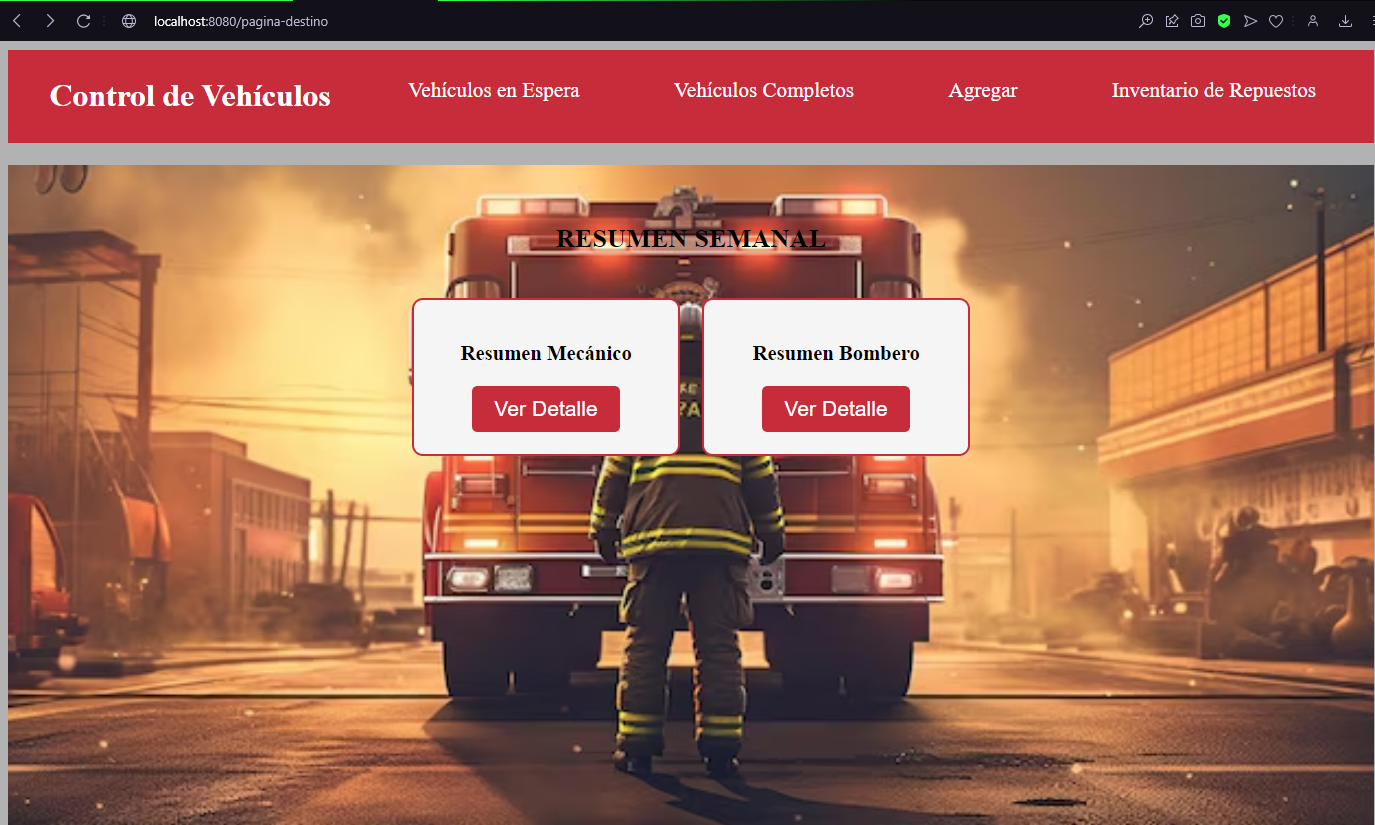 localhost:8080/pagina-destino
Control de Vehículos
Vehículos en Espera
Vehículos Completos
Agregar
Inventario de Repuestos
RESUMEN SEMANAL
Resumen Mecánico
Resumen Bombero
Ver Detalle
Ver Detalle